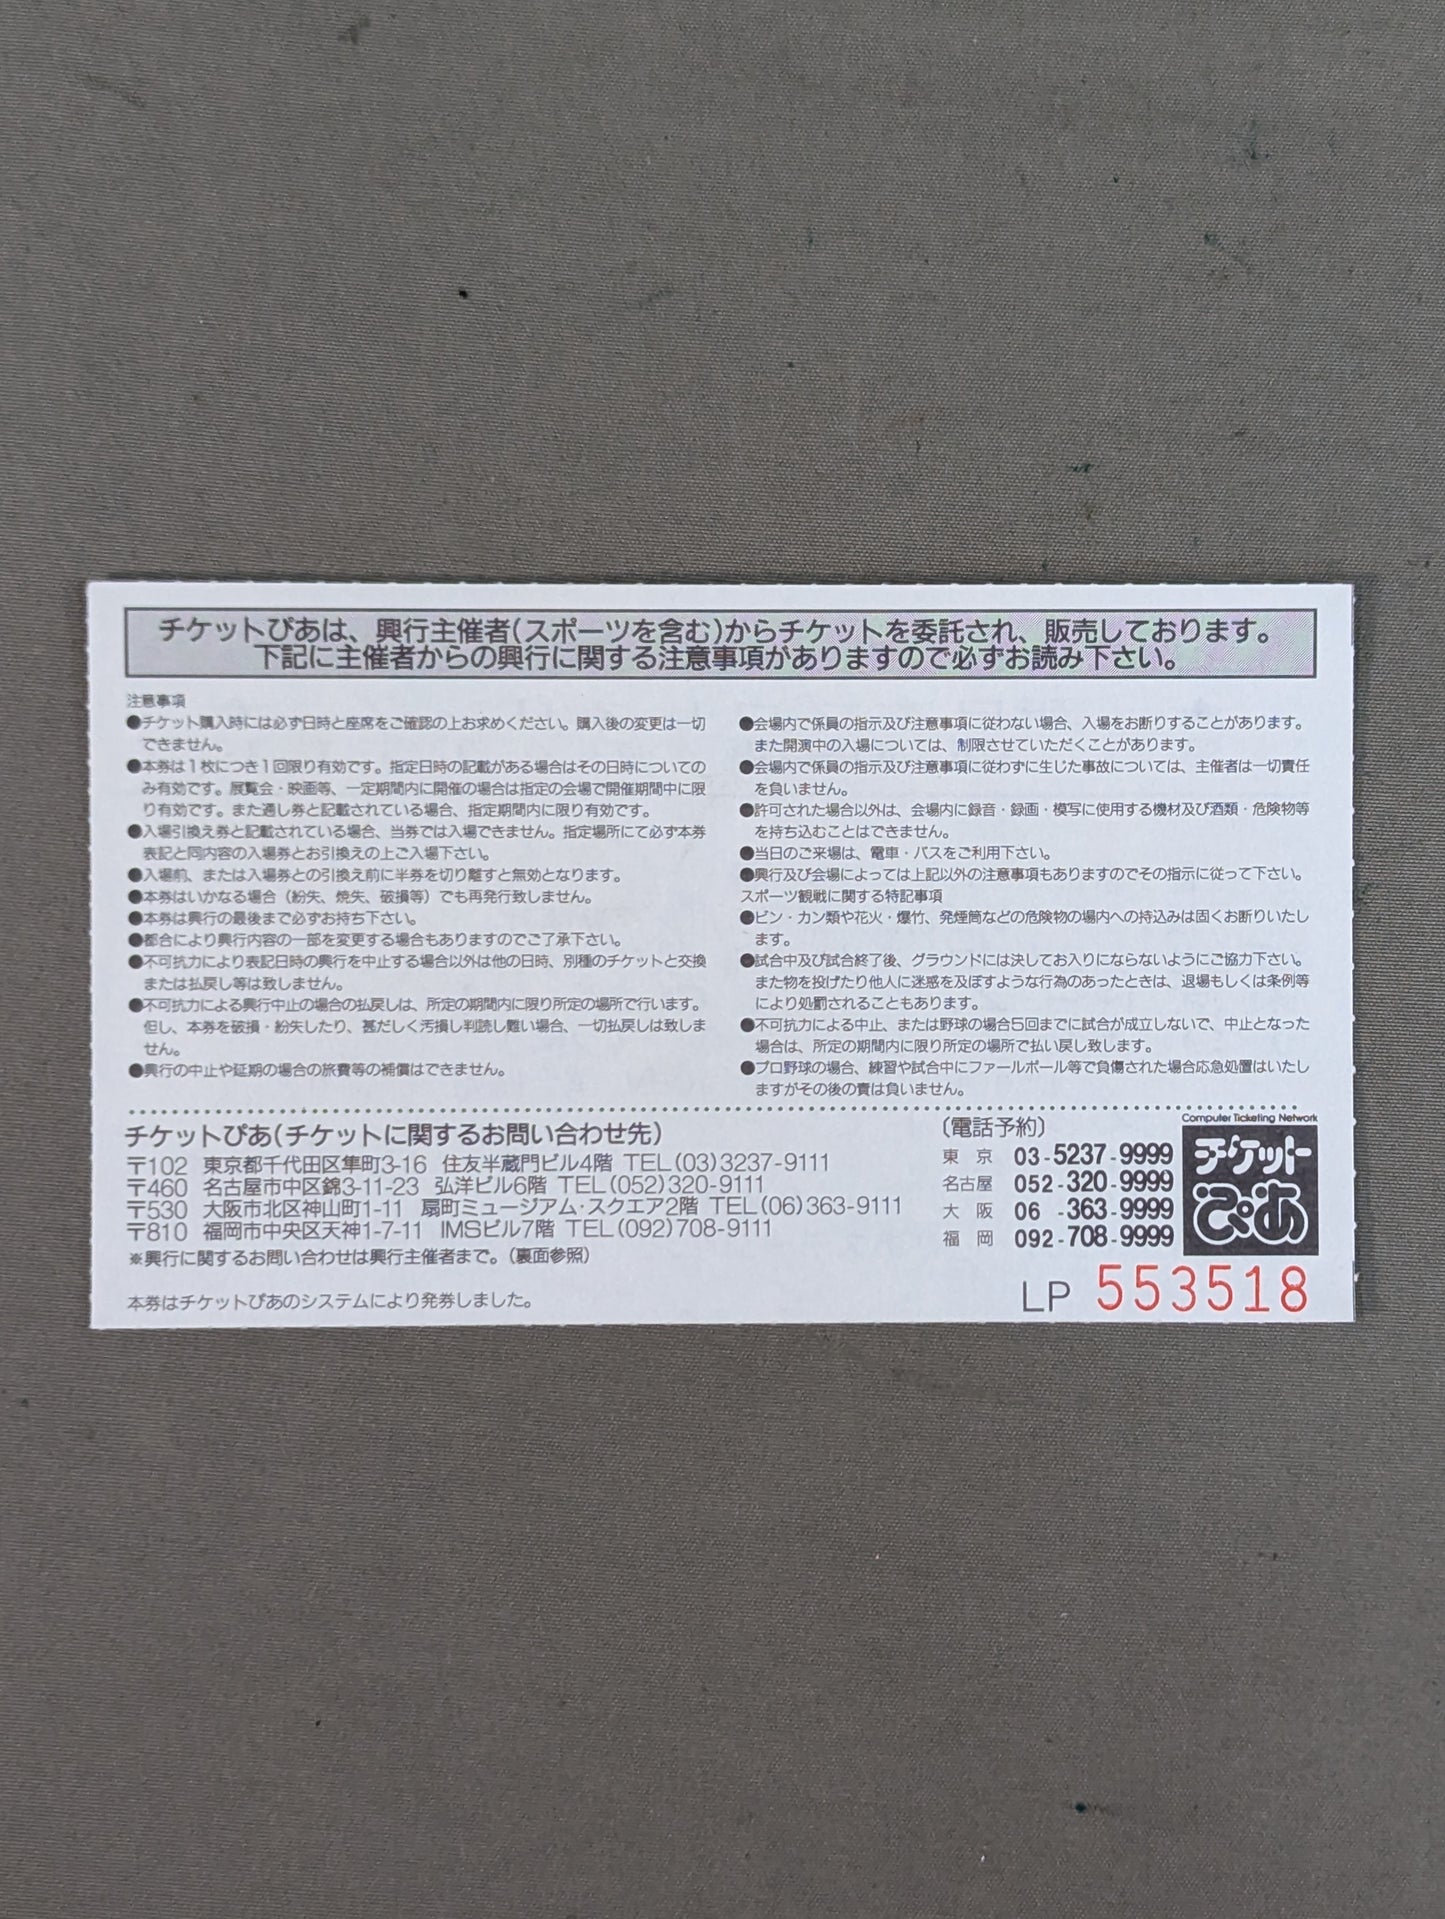 チケットぴあは、興行主催者(スポーツを含む)からチケットを委託され、販売しております。
下記に主催者からの興行に関する注意事項がありますので必ずお読み下さい。
注意事項
●チケット購入時には必ず日時と座席をご確認の上お求めください。購入後の変更は一切
できません。
●本券は1枚につき1回限り有効です。指定日時の記載がある場合はその日時についての
み有効です。展覧会・映画等、一定期間内に開催の場合は指定の会場で開催期間中に限
り有効です。また通し券と記載されている場合、指定期間内に限り有効です。
●入場引換え券と記載されている場合、当券では入場できません。指定場所にて必ず本券
表記と同内容の入場券とお引換えの上ご入場下さい。
●入場前、または入場券との引換え前に半券を切り離すと無効となります。
●本券はいかなる場合（紛失、焼失、破損等）でも再発行致しません。
●本券は興行の最後まで必ずお持ち下さい。
●都合により興行内容の一部を変更する場合もありますのでご了承下さい。
●不可抗力により表記日時の興行を中止する場合以外は他の日時、別種のチケットと交換
または払戻し等は致しません。
●不可抗力による興行中止の場合の払戻しは、所定の期間内に限り所定の場所で行います。
但し、本券を破損・紛失したり、甚だしく汚損し判読し難い場合、一切払戻しは致しま
せん。
●興行の中止や延期の場合の旅費等の補償はできません。
●会場内で係員の指示及び注意事項に従わない場合、入場をお断りすることがあります。
また開演中の入場については、制限させていただくことがあります。
●会場内で係員の指示及び注意事項に従わずに生じた事故については、主催者は一切責任
を負いません。
●許可された場合以外は、会場内に録音・録画・模写に使用する機材及び酒類・危険物等
を持ち込むことはできません。
●当日のご来場は、電車・バスをご利用下さい。
●興行及び会場によっては上記以外の注意事項もありますのでその指示に従って下さい。
スポーツ観戦に関する特記事項
●ビン・カン類や花火・爆竹、発煙筒などの危険物の場内への持込みは固くお断りいたし
ます。
●試合中及び試合終了後、グラウンドには決してお入りにならないようにご協力下さい。
また物を投げたり他人に迷惑を及ぼすような行為のあったときは、退場もしくは条例等
により処罰されることもあります。
●不可抗力による中止、または野球の場合5回までに試合が成立しないで、中止となった
場合は、所定の期間内に限り所定の場所で払い戻し致します。
●プロ野球の場合、練習や試合中にファールボール等で負傷された場合応急処置はいたし
ますがその後の責は負いません。
チケットぴあ(チケットに関するお問い合わせ先)
〒102 東京都千代田区隼町3-16 住友半蔵門ビル4階 TEL(03)3237-9111
〒460 名古屋市中区錦3-11-23 弘洋ビル6階 TEL(052)320-9111
〒530 大阪市北区神山町1-11 扇町ミュージアム・スクエア2階 TEL(06)363-9111
〒810 福岡市中央区天神1-7-11 IMSビル7階 TEL(092)708-9111
※興行に関するお問い合わせは興行主催者まで。(裏面参照)
本券はチケットぴあのシステムにより発券しました。
〔電話予約〕
東京 03-5237-9999
名古屋 052-320-9999
大阪 06-363-9999
福岡 092-708-9999
Computer Ticketing Network
チケット
ぴあ
LP 553518